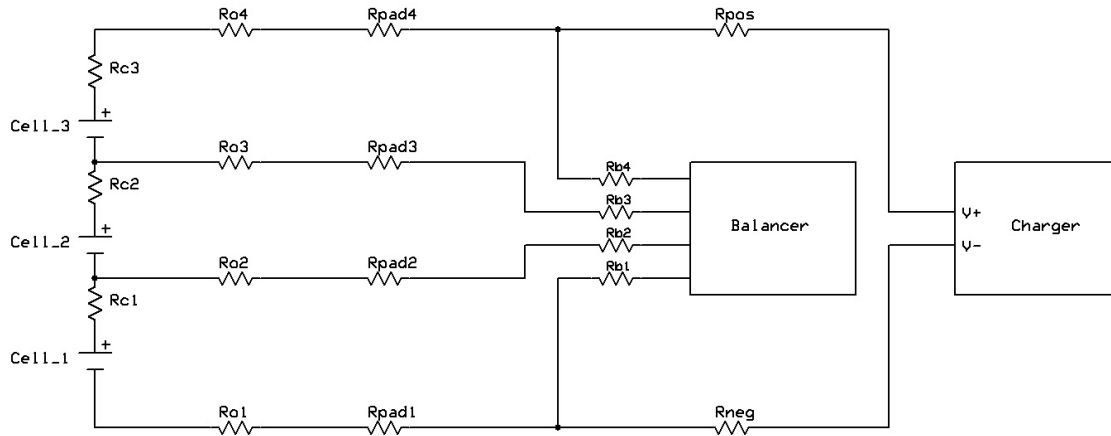 Ro4 Rpad4 Rpos
Rc3
Cell_3 +
Ro3 Rpad3
Rb4
Rc2
Rb3
V+
Balancer Charger
Cell_2 +
Rb2
V-
Ro2 Rpad2
Rb1
Rc1
Cell_1 +
Ro1 Rpad1 Rneg